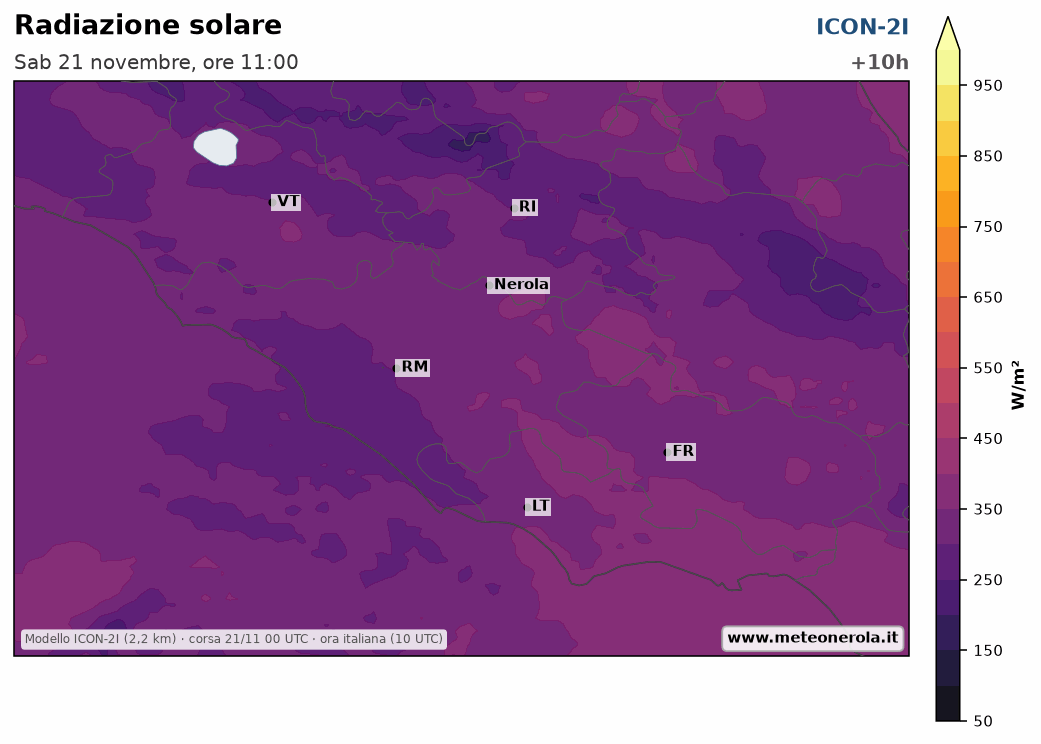 Radiazione solare
ICON-2I
Sab 21 novembre, ore 11:00
+10h
950
850
750
650
550
450
350
250
150
50
W/m²
VT
RI
Nerola
RM
FR
LT
Modello ICON-2I (2,2 km) · corsa 21/11 00 UTC · ora italiana (10 UTC)
www.meteonerola.it